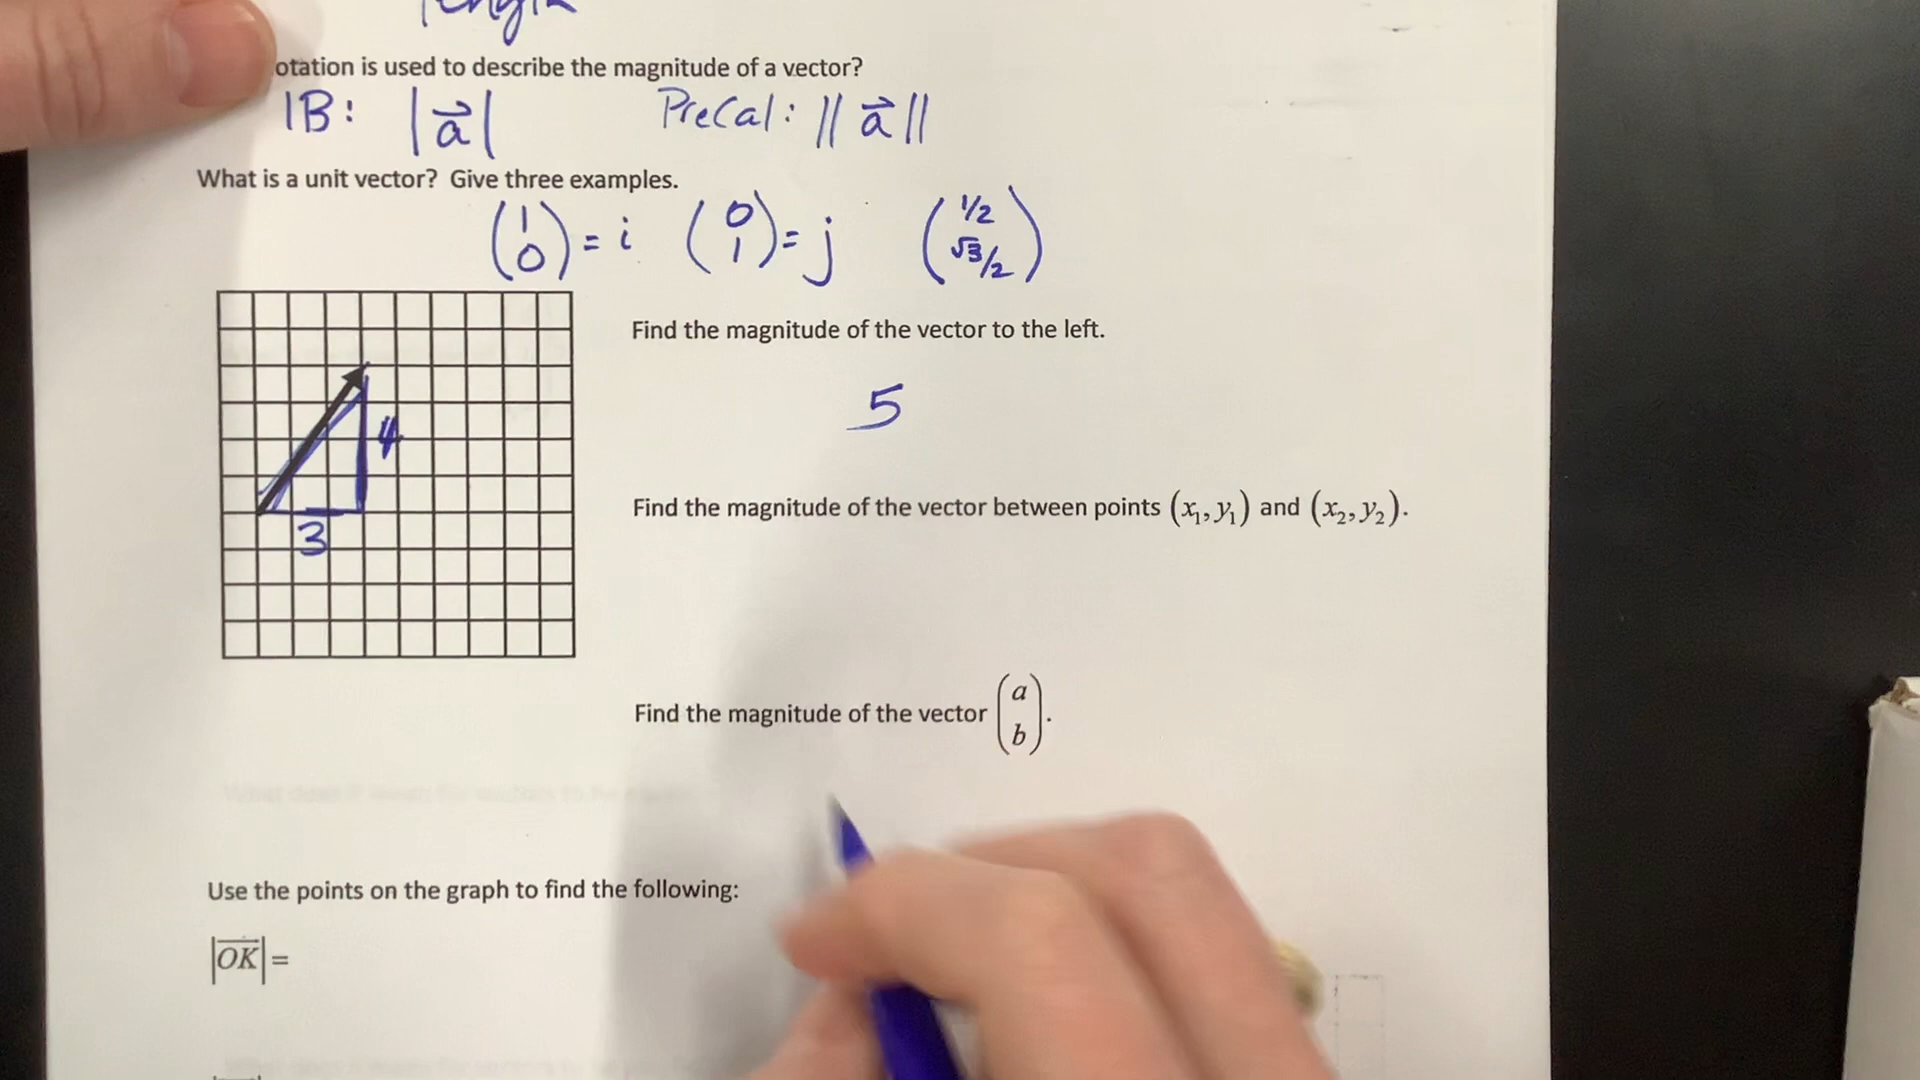 length
otation is used to describe the magnitude of a vector?
IB: |a⃗| PreCal: ||a⃗||
What is a unit vector? Give three examples.
(1 0) = i (0 1) = j (1/2 √3/2)
Find the magnitude of the vector to the left.
5
4
3
Find the magnitude of the vector between points (x₁, y₁) and (x₂, y₂).
Find the magnitude of the vector (a b).
Use the points on the graph to find the following:
|OK| =